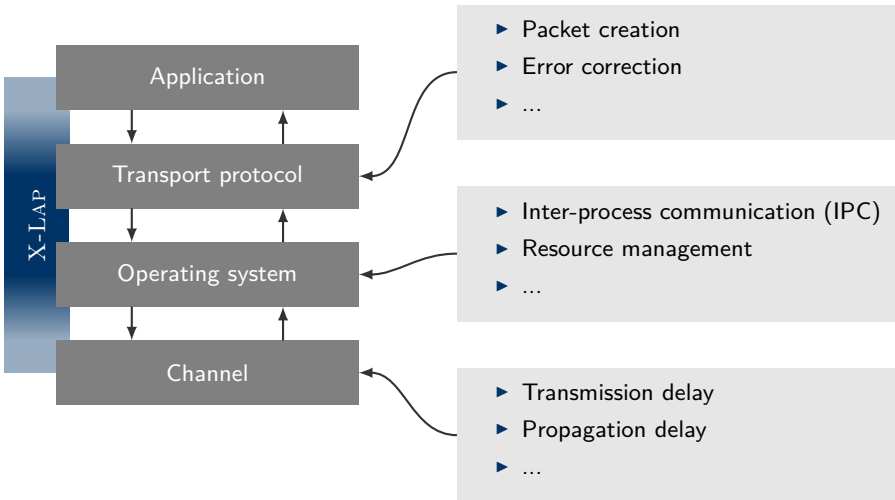 Application
Transport protocol
Operating system
Channel
X-LAP
► Packet creation
► Error correction
► ...
► Inter-process communication (IPC)
► Resource management
► ...
► Transmission delay
► Propagation delay
► ...